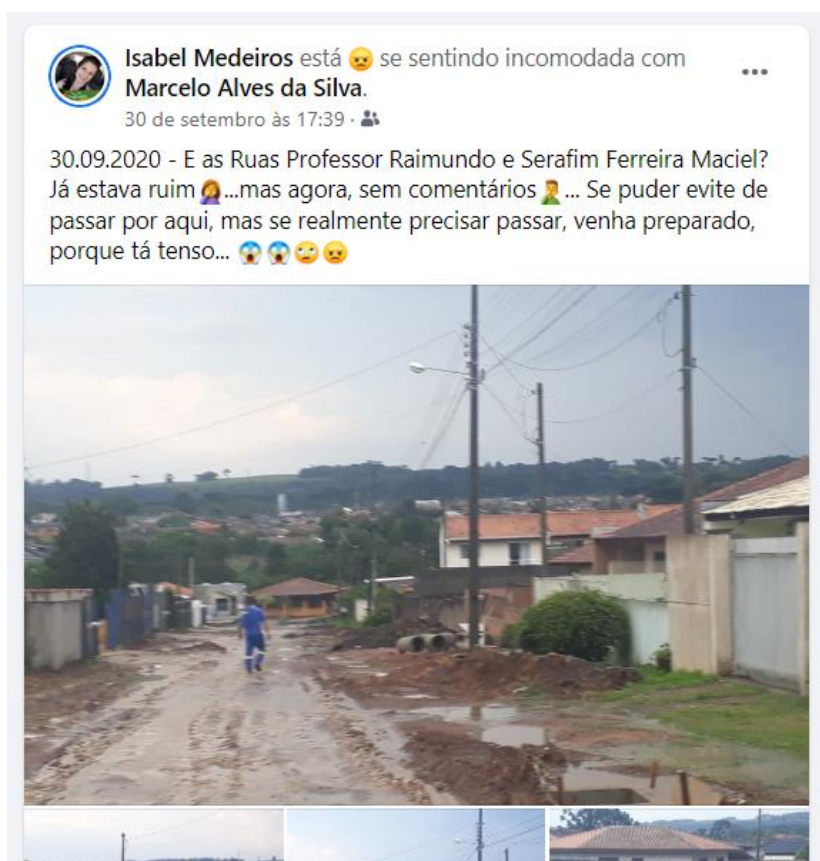 Isabel Medeiros está 😠 se sentindo incomodada com
Marcelo Alves da Silva.
30 de setembro às 17:39 ·
30.09.2020 - E as Ruas Professor Raimundo e Serafim Ferreira Maciel?
Já estava ruim 🤦‍♀️...mas agora, sem comentários 🤦‍♂️... Se puder evite de
passar por aqui, mas se realmente precisar passar, venha preparado,
porque tá tenso... 😱😱🙄😠